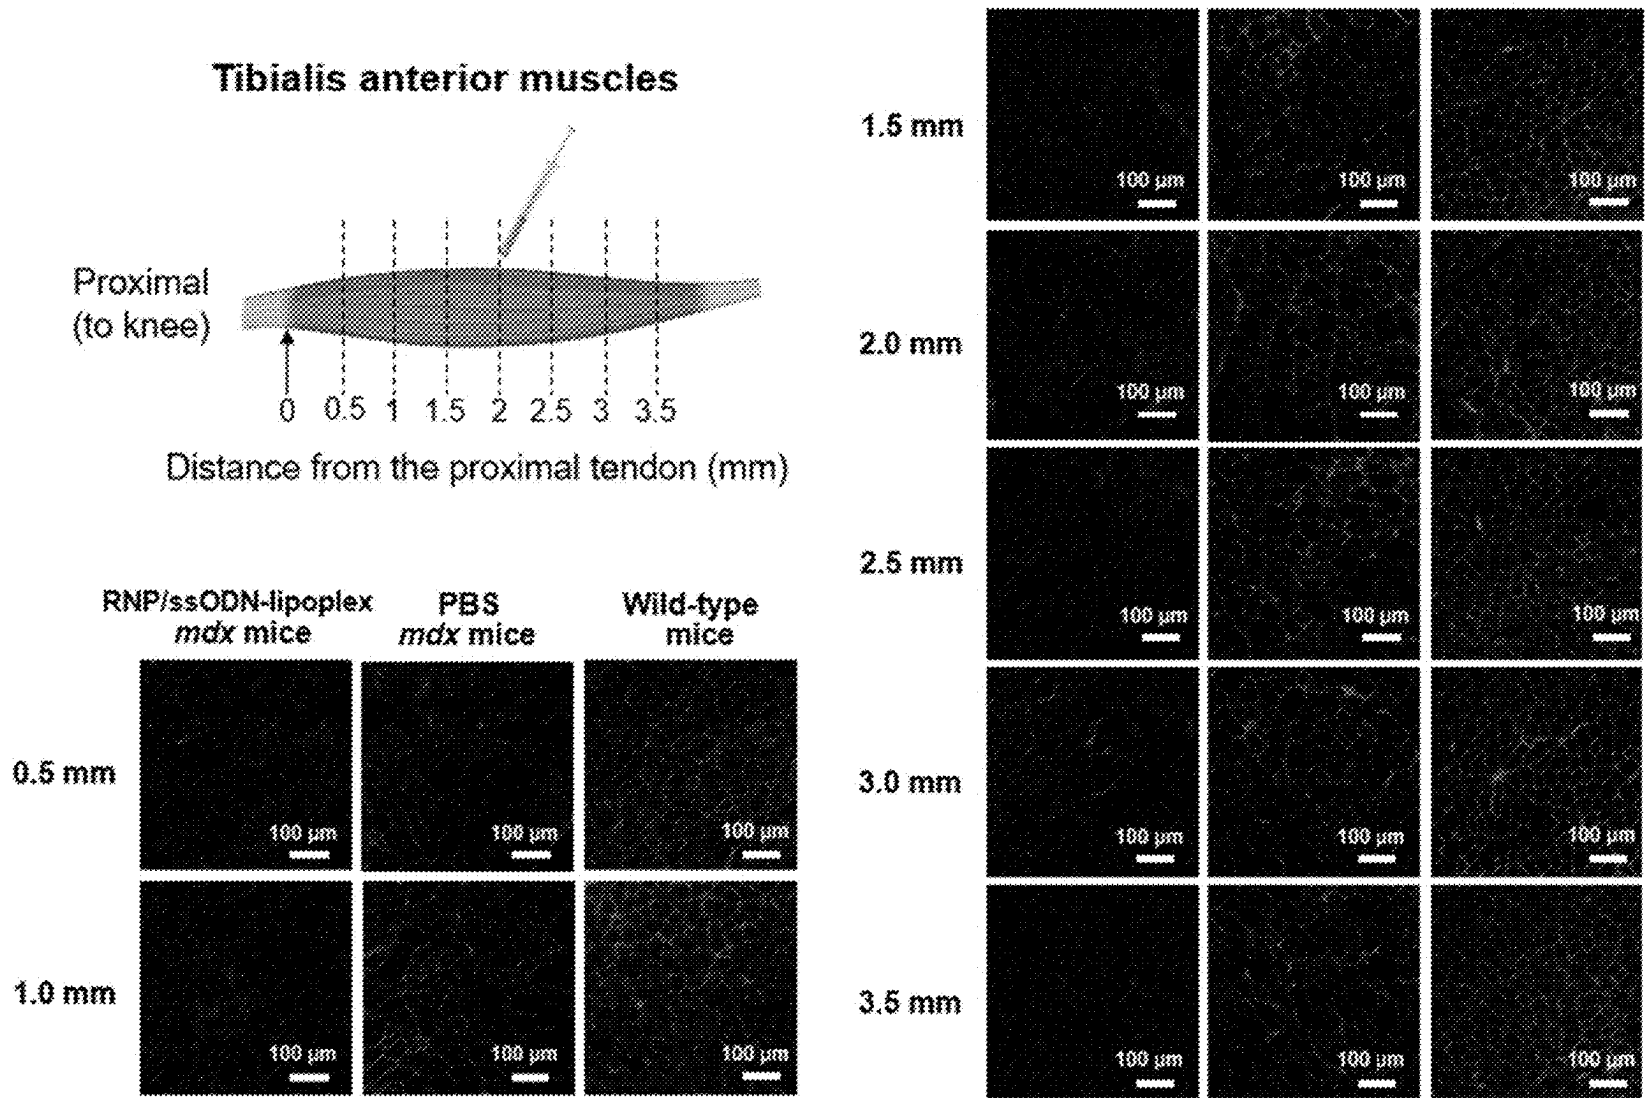 Tibialis anterior muscles
Proximal
(to knee)
0 0.5 1 1.5 2 2.5 3 3.5
Distance from the proximal tendon (mm)
RNP/ssODN-lipoplex
mdx mice
PBS
mdx mice
Wild-type
mice
0.5 mm
100 µm 100 µm 100 µm
1.0 mm
100 µm 100 µm 100 µm
1.5 mm
100 µm 100 µm 100 µm
2.0 mm
100 µm 100 µm 100 µm
2.5 mm
100 µm 100 µm 100 µm
3.0 mm
100 µm 100 µm 100 µm
3.5 mm
100 µm 100 µm 100 µm